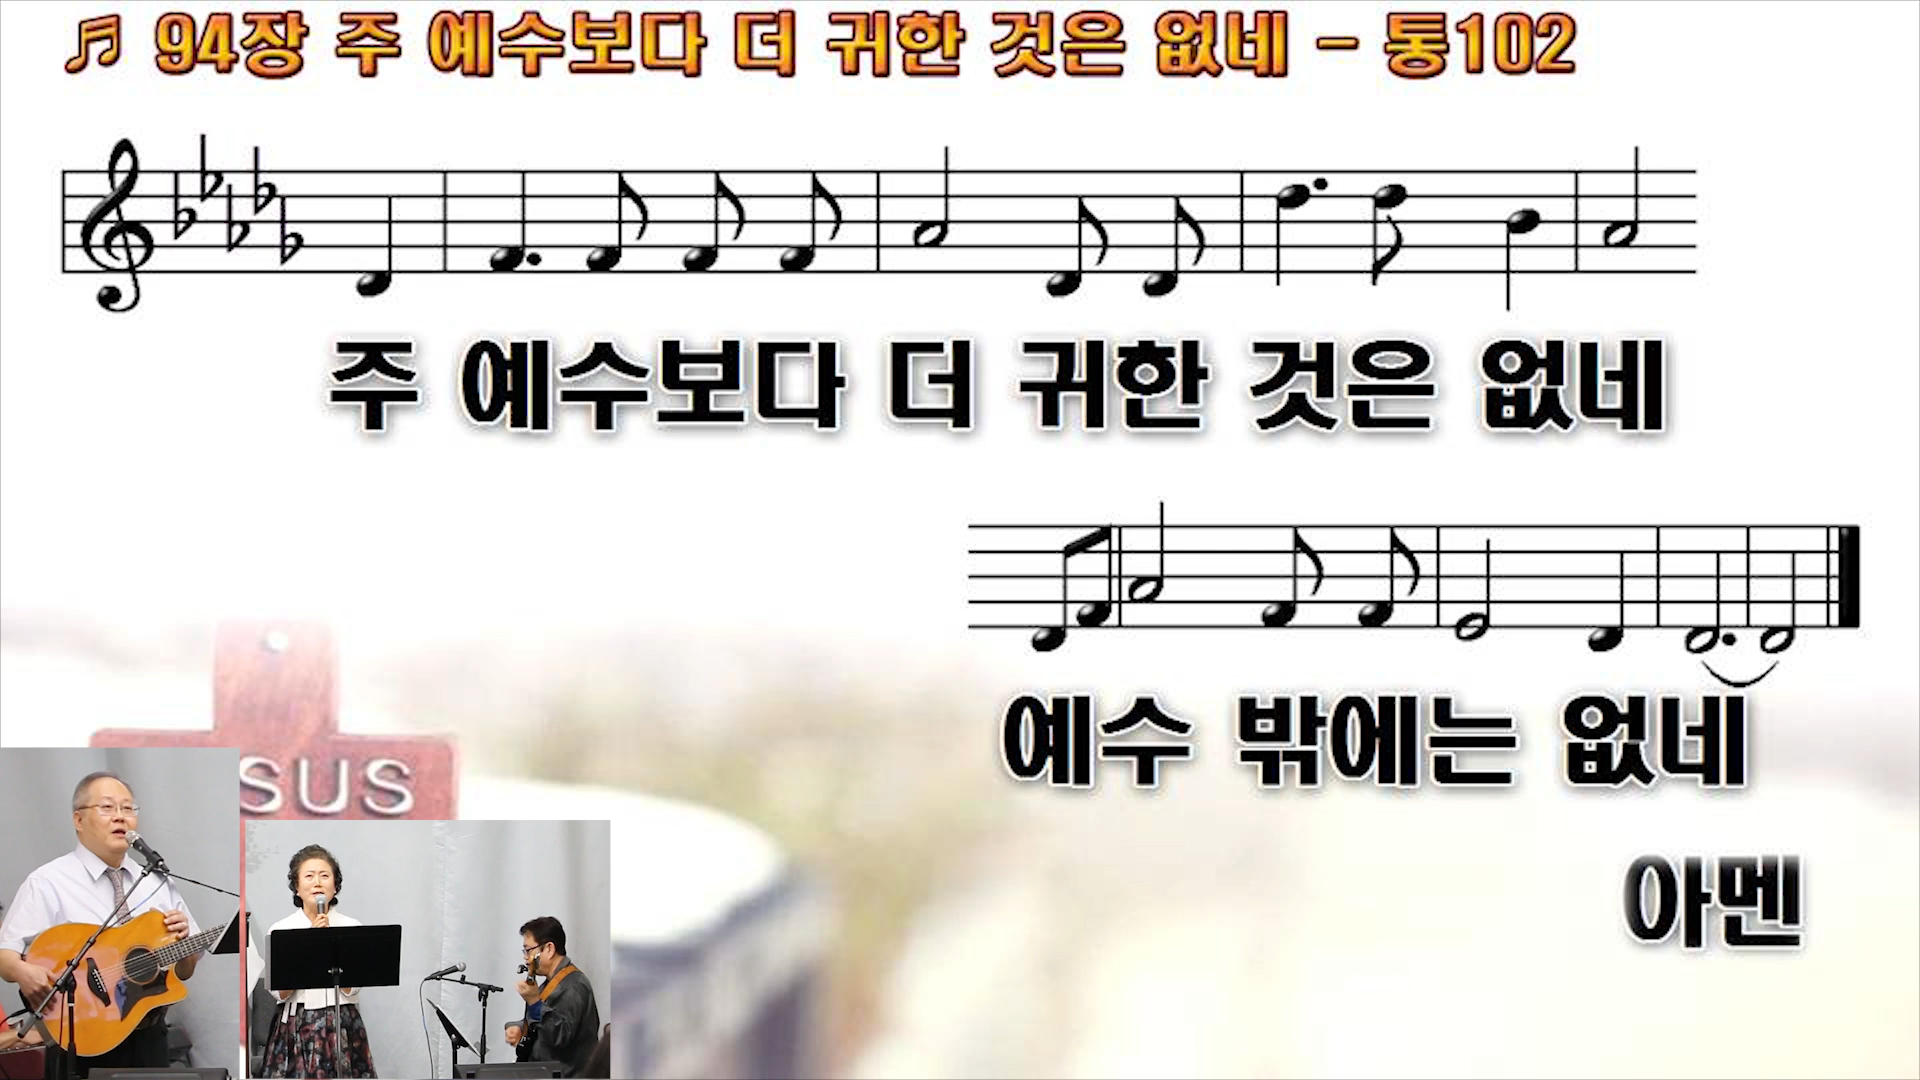 ♬ 94장 주 예수보다 더 귀한 것은 없네 - 통102
주 예수보다 더 귀한 것은 없네
예수 밖에는 없네
SUS
아멘